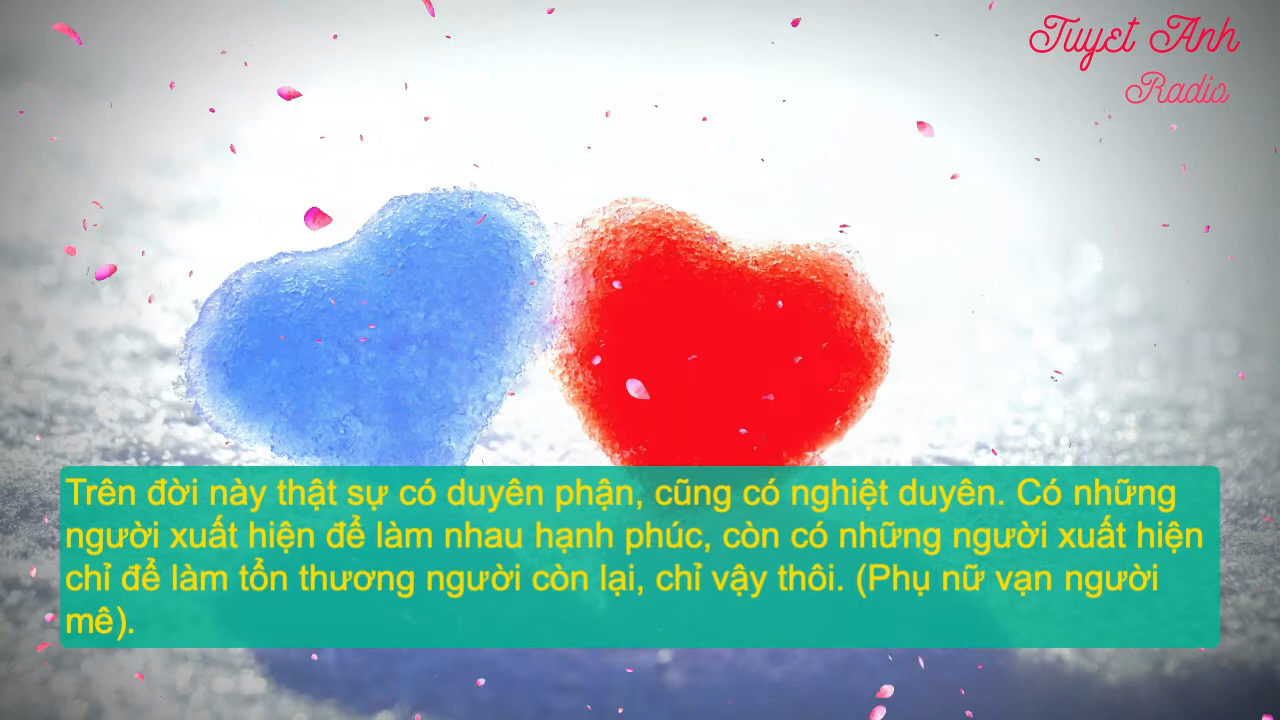 Tuyet Anh
Radio
Trên đời này thật sự có duyên phận, cũng có nghiệt duyên. Có những
người xuất hiện để làm nhau hạnh phúc, còn có những người xuất hiện
chỉ để làm tổn thương người còn lại, chỉ vậy thôi. (Phụ nữ vạn người
mê).